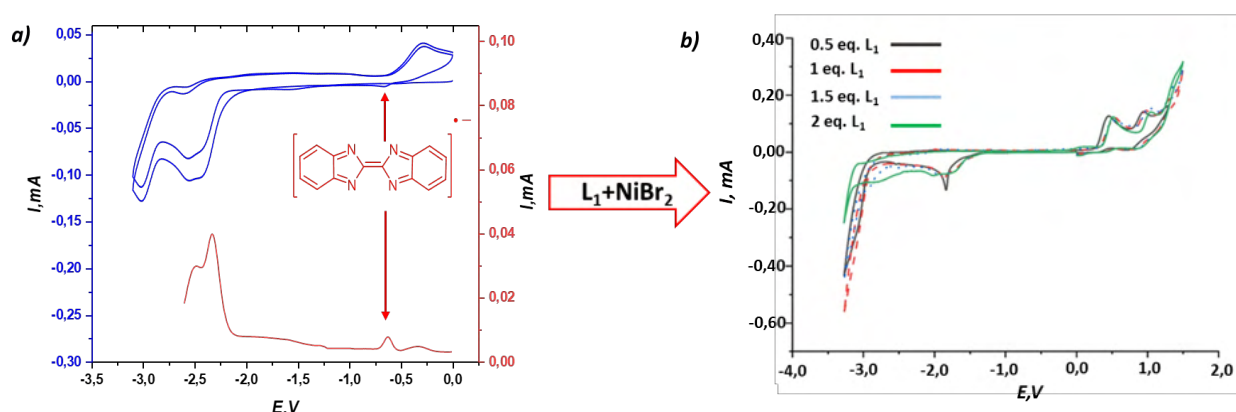 a)
0,05
0,00
-0,05
-0,10
-0,15
-0,20
-0,25
-0,30
I,mA
0,10
0,08
0,06
0,04
0,02
0,00
I,mA
-3,5 -3,0 -2,5 -2,0 -1,5 -1,0 -0,5 0,0
E,V
N N
N N
• –
L1+NiBr2
b)
0,40
0,20
0,00
-0,20
-0,40
-0,60
I, mA
0.5 eq. L1
1 eq. L1
1.5 eq. L1
2 eq. L1
-4,0 -3,0 -2,0 -1,0 0,0 1,0 2,0
E,V